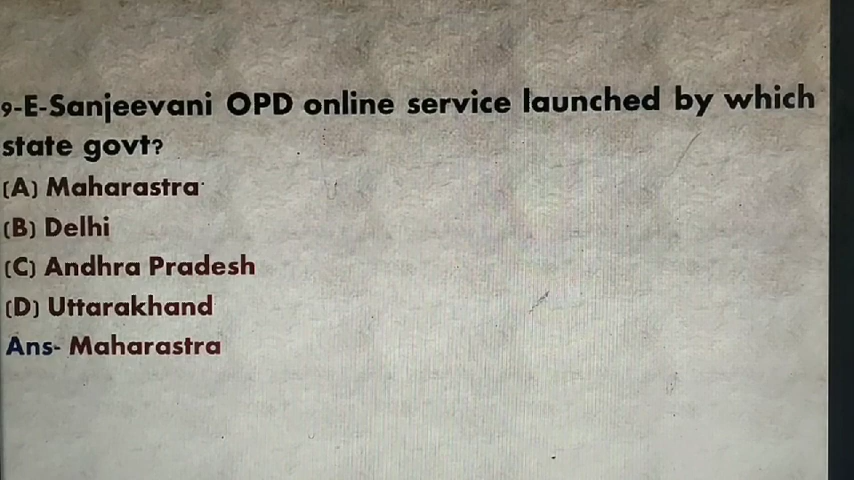 9-E-Sanjeevani OPD online service launched by which
state govt?
(A) Maharastra
(B) Delhi
(C) Andhra Pradesh
(D) Uttarakhand
Ans- Maharastra